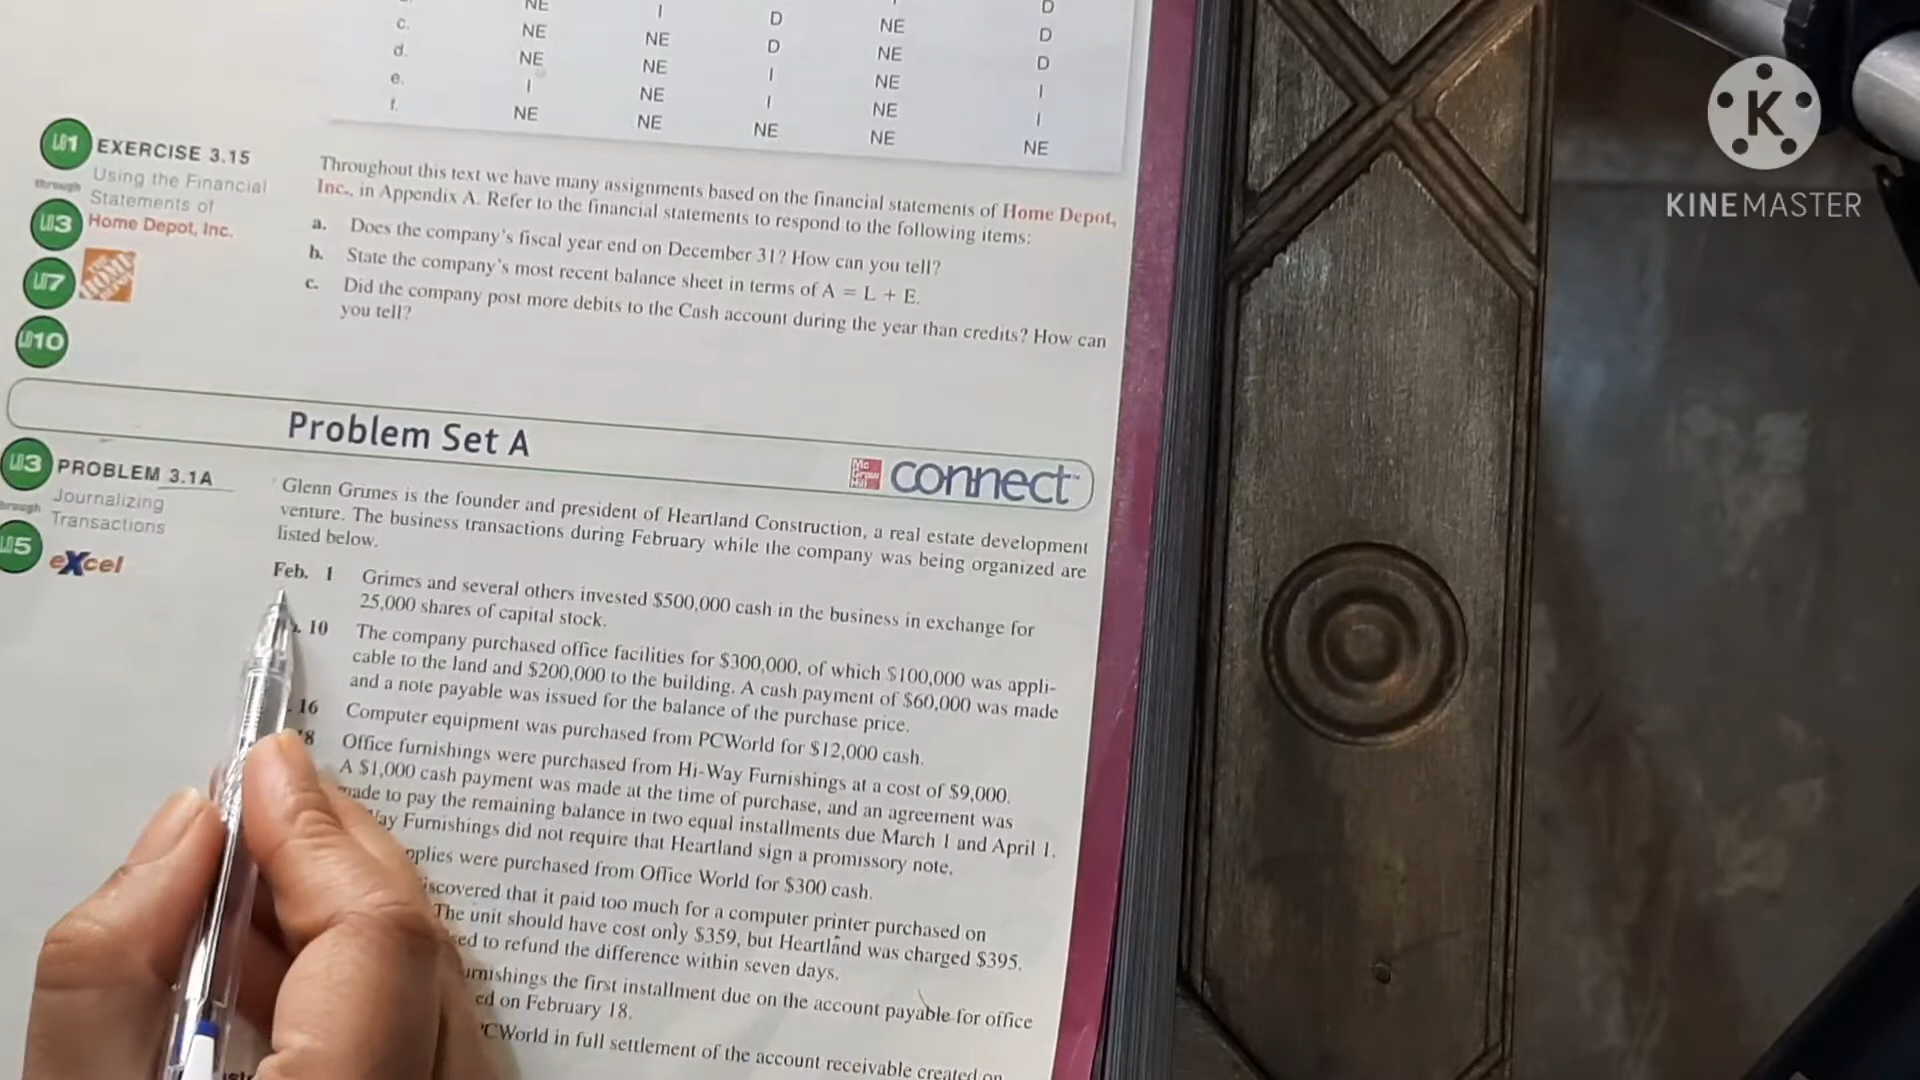 NE I D NE D
c. NE NE D NE D
d. NE NE I NE D
e. I NE I NE I
f. NE NE NE NE I
NE
LO1 EXERCISE 3.15
through Using the Financial
Statements of
LO3 Home Depot, Inc.
LO7 THE HOME DEPOT
LO10
Throughout this text we have many assignments based on the financial statements of Home Depot,
Inc., in Appendix A. Refer to the financial statements to respond to the following items:
a. Does the company's fiscal year end on December 31? How can you tell?
b. State the company's most recent balance sheet in terms of A = L + E.
c. Did the company post more debits to the Cash account during the year than credits? How can
you tell?
Problem Set A
Mc Graw Hill connect™
LO3 PROBLEM 3.1A
through Journalizing
Transactions
LO5 eXcel
Glenn Grimes is the founder and president of Heartland Construction, a real estate development
venture. The business transactions during February while the company was being organized are
listed below.
Feb. 1 Grimes and several others invested $500,000 cash in the business in exchange for
25,000 shares of capital stock.
. 10 The company purchased office facilities for $300,000, of which $100,000 was appli-
cable to the land and $200,000 to the building. A cash payment of $60,000 was made
and a note payable was issued for the balance of the purchase price.
. 16 Computer equipment was purchased from PCWorld for $12,000 cash.
18 Office furnishings were purchased from Hi-Way Furnishings at a cost of $9,000.
A $1,000 cash payment was made at the time of purchase, and an agreement was
made to pay the remaining balance in two equal installments due March 1 and April 1.
Way Furnishings did not require that Heartland sign a promissory note.
pplies were purchased from Office World for $300 cash.
iscovered that it paid too much for a computer printer purchased on
The unit should have cost only $359, but Heartland was charged $395.
sed to refund the difference within seven days.
urnishings the first installment due on the account payable for office
ed on February 18.
PCWorld in full settlement of the account receivable created on
K
KINEMASTER